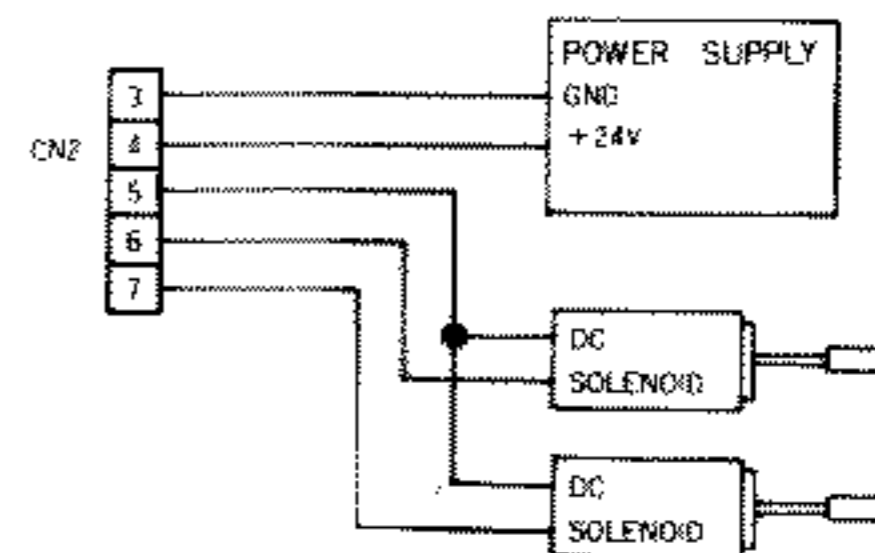 POWER SUPPLY
3 GND
CN2 4 +24V
5
6
7
DC
SOLENOID
DC
SOLENOID